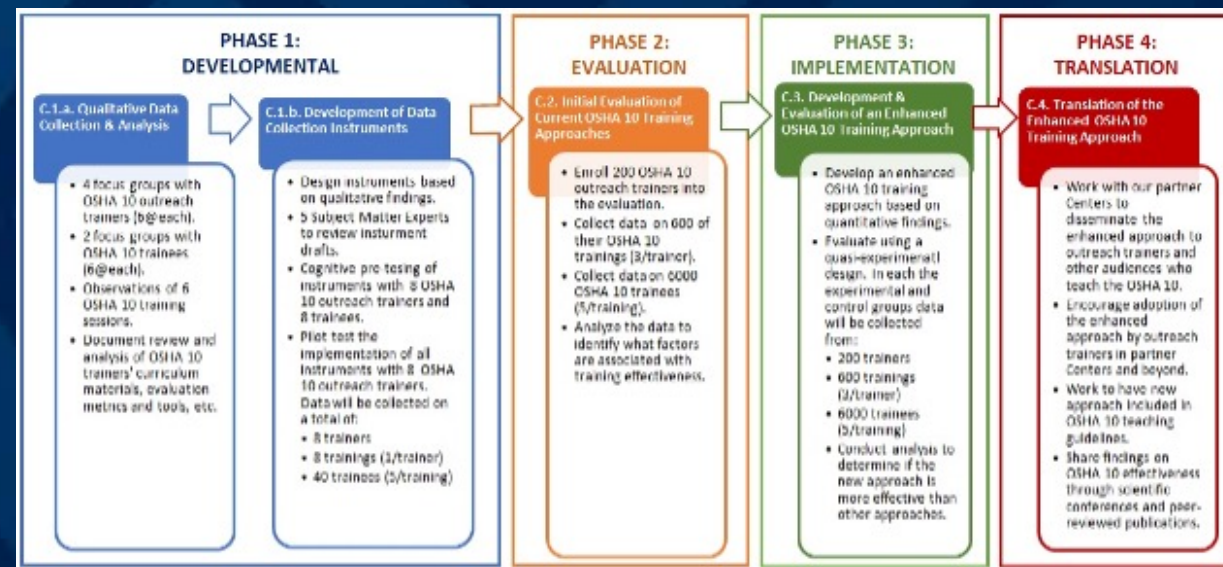 PHASE 1:
DEVELOPMENTAL
C.1.a. Qualitative Data
Collection & Analysis
• 4 focus groups with
OSHA 10 outreach
trainers (6@each).
• 2 focus groups with
OSHA 10 trainees
(6@each).
• Observations of 6
OSHA 10 training
sessions.
• Document review and
analysis of OSHA 10
trainers' curriculum
materials, evaluation
metrics and tools, etc.
C.1.b. Development of Data
Collection Instruments
• Design instruments based
on qualitative findings.
• 5 Subject Matter Experts
to review insturment
drafts.
• Cognitive pre-tesing of
instruments with 8 OSHA
10 outreach trainers and
8 trainees.
• Pilot test the
implementation of all
instruments with 8 OSHA
10 outreach trainers.
Data will be collected on
a total of:
• 8 trainers
• 8 trainings (1/trainer)
• 40 trainees (5/training)
PHASE 2:
EVALUATION
C.2. Initial Evaluation of
Current OSHA 10 Training
Approaches
• Enroll 200 OSHA 10
outreach trainers into
the evaluation.
• Collect data on 600 of
their OSHA 10
trainings (3/trainer).
• Collect data on 6000
OSHA 10 trainees
(5/training).
• Analyze the data to
identify what factors
are associated with
training effectiveness.
PHASE 3:
IMPLEMENTATION
C.3. Development &
Evaluation of an Enhanced
OSHA 10 Training Approach
• Develop an enhanced
OSHA 10 training
approach based on
quantitative findings.
• Evaluate using a
quasi-experimenatl
design. In each the
experimental and
control groups data
will be collected
from:
• 200 trainers
• 600 trainings
(3/trainer)
• 6000 trainees
(5/training)
• Conduct analysis to
determine if the
new approach is
more effective than
other approaches.
PHASE 4:
TRANSLATION
C.4. Translation of the
Enhanced OSHA 10
Training Approach
• Work with our partner
Centers to
disseminate the
enhanced approach to
outreach trainers and
other audiences who
teach the OSHA 10.
• Encourage adoption of
the enhanced
approach by outreach
trainers in partner
Centers and beyond.
• Work to have new
approach included in
OSHA 10 teaching
guidelines.
• Share findings on
OSHA 10 effectiveness
through scientific
conferences and peer-
reviewed publications.